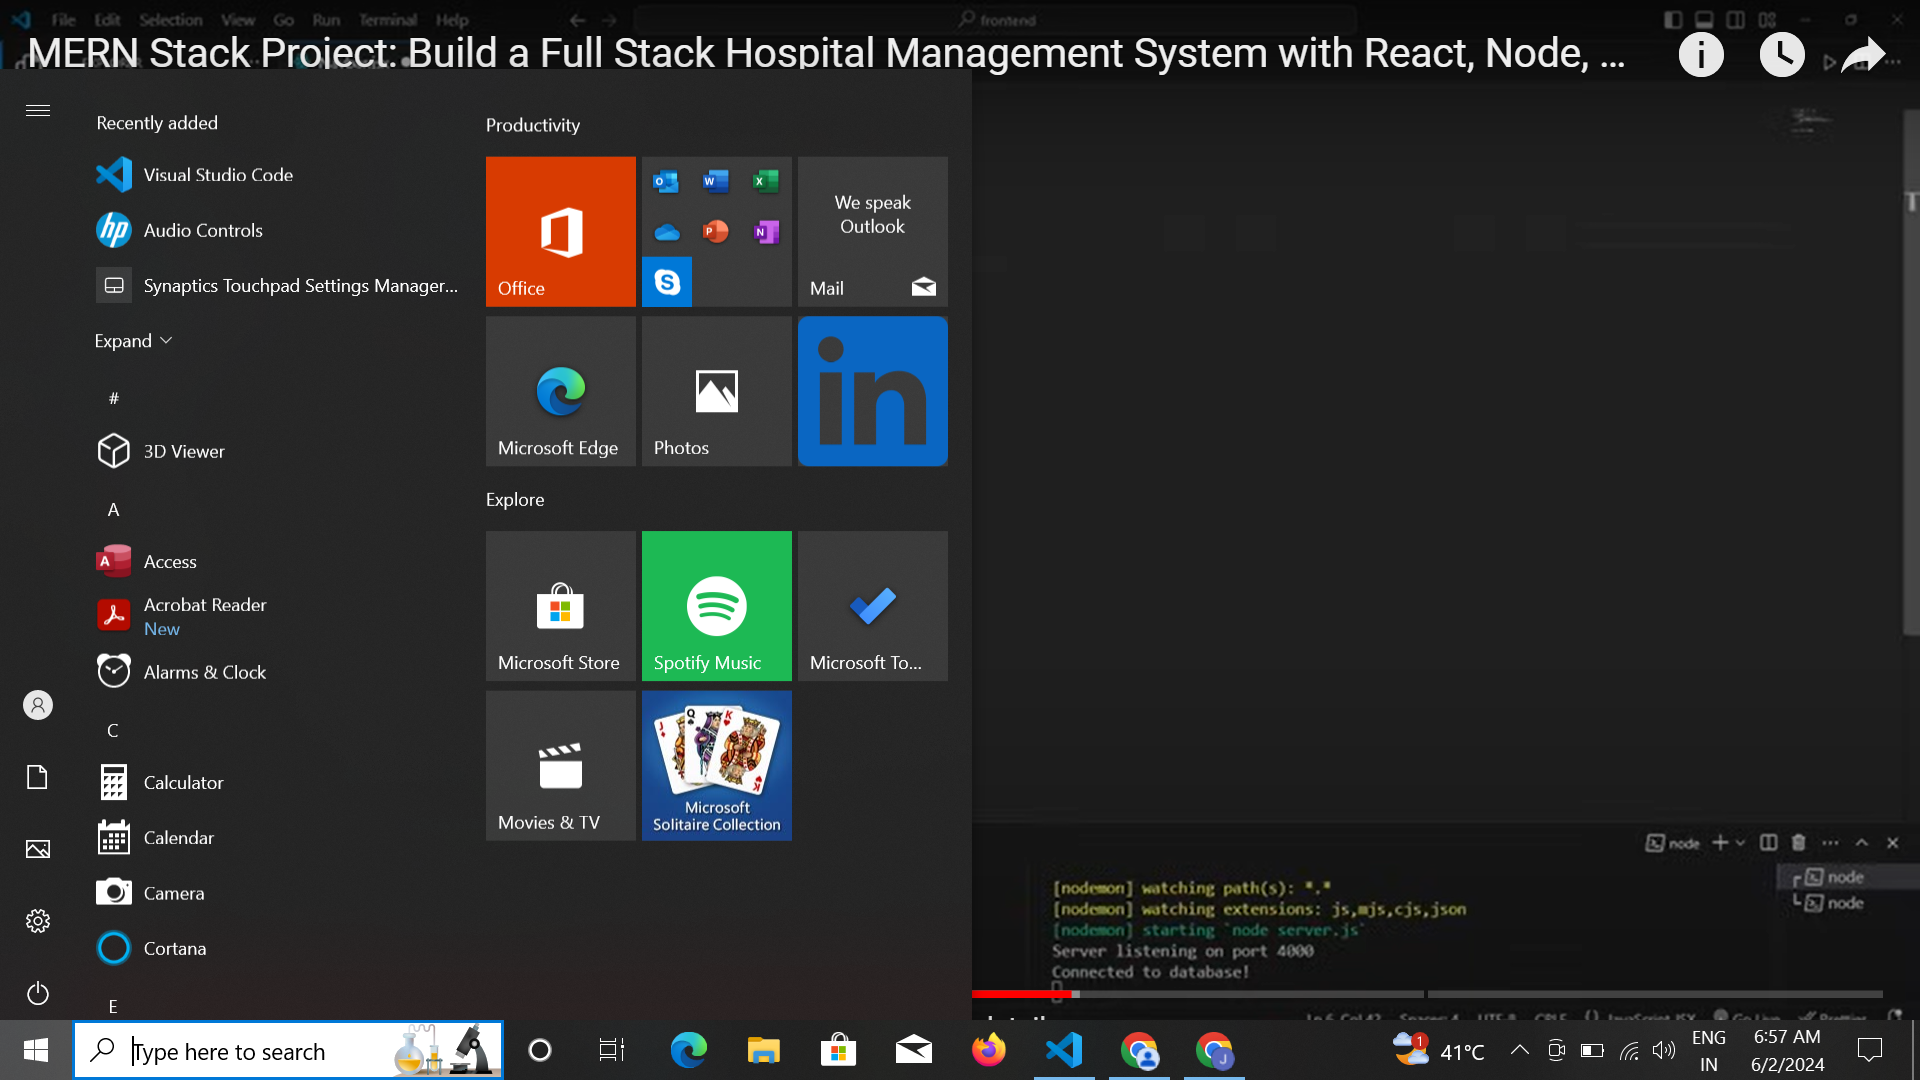 File Edit Selection View Go Run Terminal Help
frontend
MERN Stack Project: Build a Full Stack Hospital Management System with React, Node, ...
Recently added
Visual Studio Code
hp
Audio Controls
Synaptics Touchpad Settings Manager...
Expand
#
3D Viewer
A
Access
Acrobat Reader
New
Alarms & Clock
C
Calculator
Calendar
Camera
Cortana
E
Productivity
Office
We speak
Outlook
Mail
Microsoft Edge
Photos
in
Explore
Microsoft Store
Spotify Music
Microsoft To...
Movies & TV
Microsoft
Solitaire Collection
node
node
node
[nodemon] watching path(s): *.*
[nodemon] watching extensions: js,mjs,cjs,json
[nodemon] starting `node server.js`
Server listening on port 4000
Connected to database!
Type here to search
1
41°C
ENG
IN
6:57 AM
6/2/2024